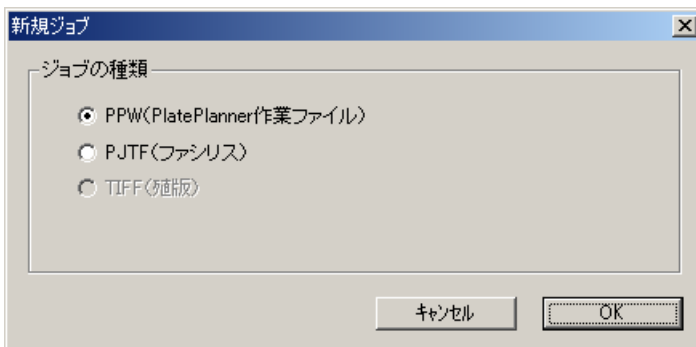 新規ジョブ
ジョブの種類
PPW(PlatePlanner作業ファイル)
PJTF(ファシリス)
TIFF(殖版)
キャンセル
OK